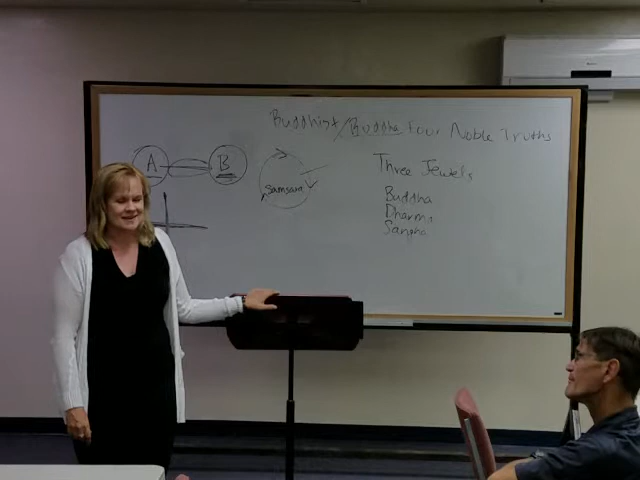 Buddhist/Buddha Four Noble Truths
Three Jewels
A
B
Samsara
Buddha
Dharma
Sangha